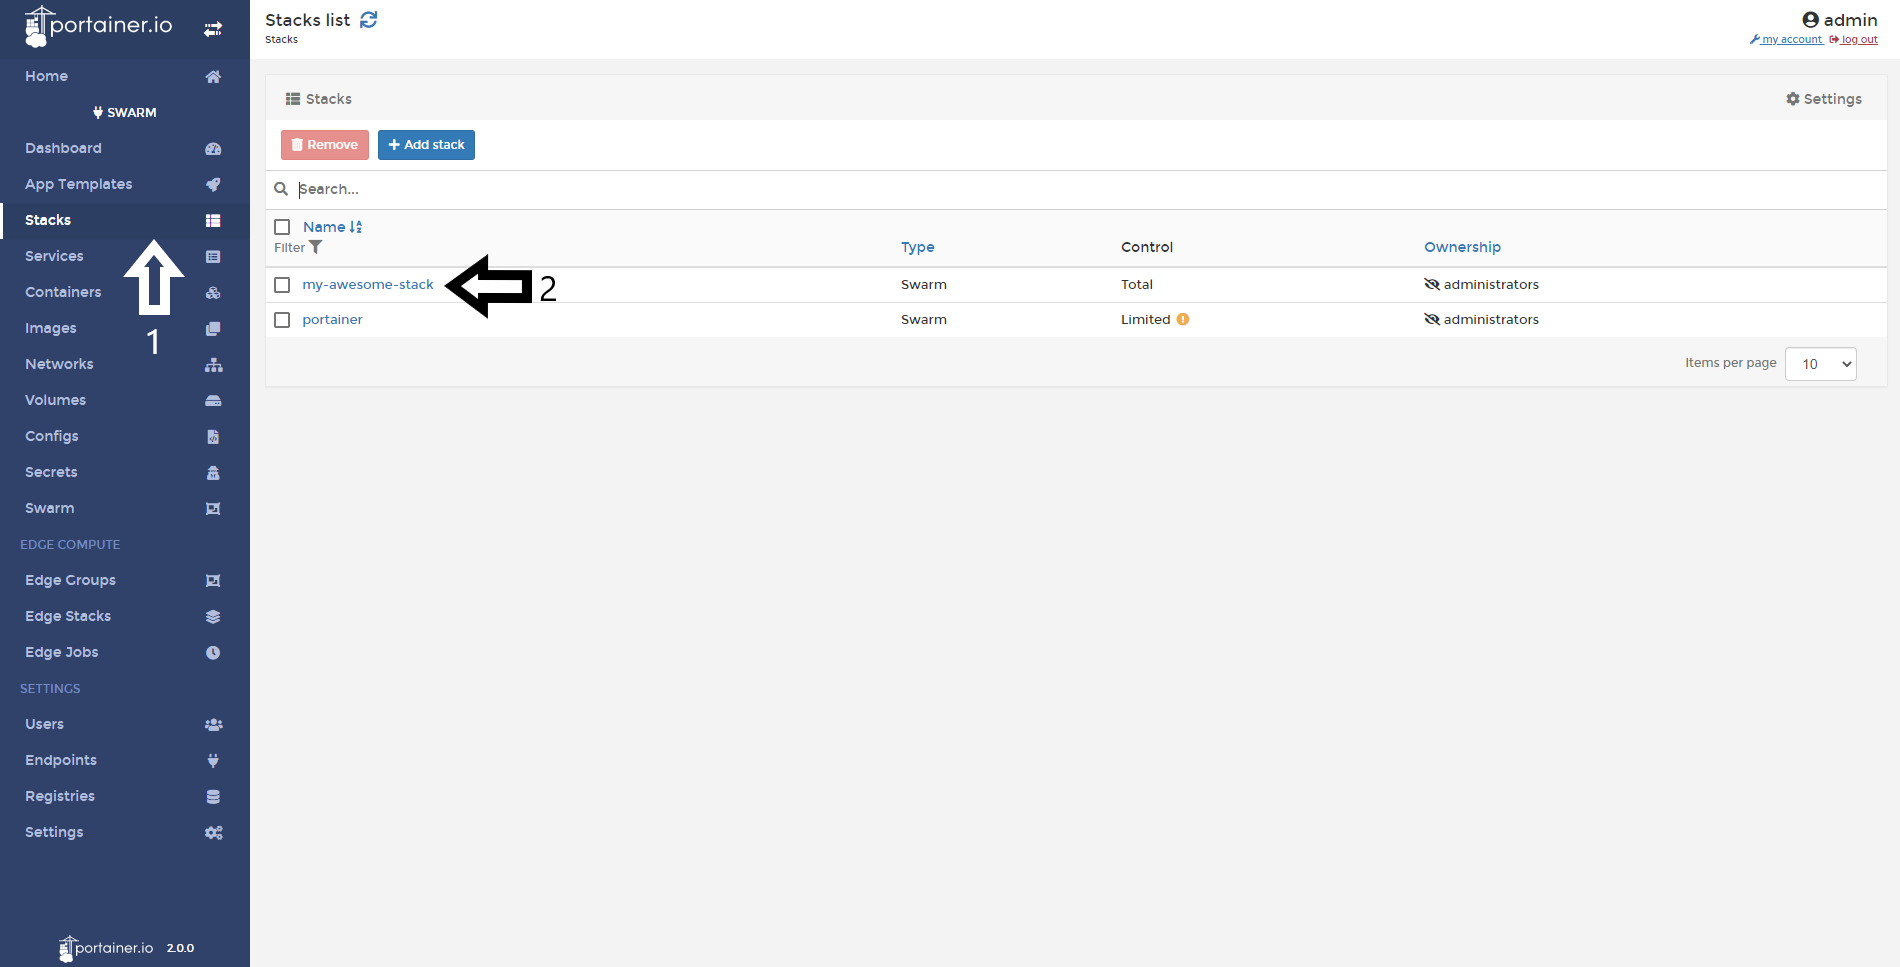 portainer.io
Home
SWARM
Dashboard
App Templates
Stacks
Services
Containers
Images
Networks
Volumes
Configs
Secrets
Swarm
EDGE COMPUTE
Edge Groups
Edge Stacks
Edge Jobs
SETTINGS
Users
Endpoints
Registries
Settings
portainer.io 2.0.0
1
Stacks list
Stacks
admin
my account log out
Stacks
Settings
Remove Add stack
Search...
Name
Filter
Type Control Ownership
my-awesome-stack 2 Swarm Total administrators
portainer Swarm Limited administrators
Items per page 10